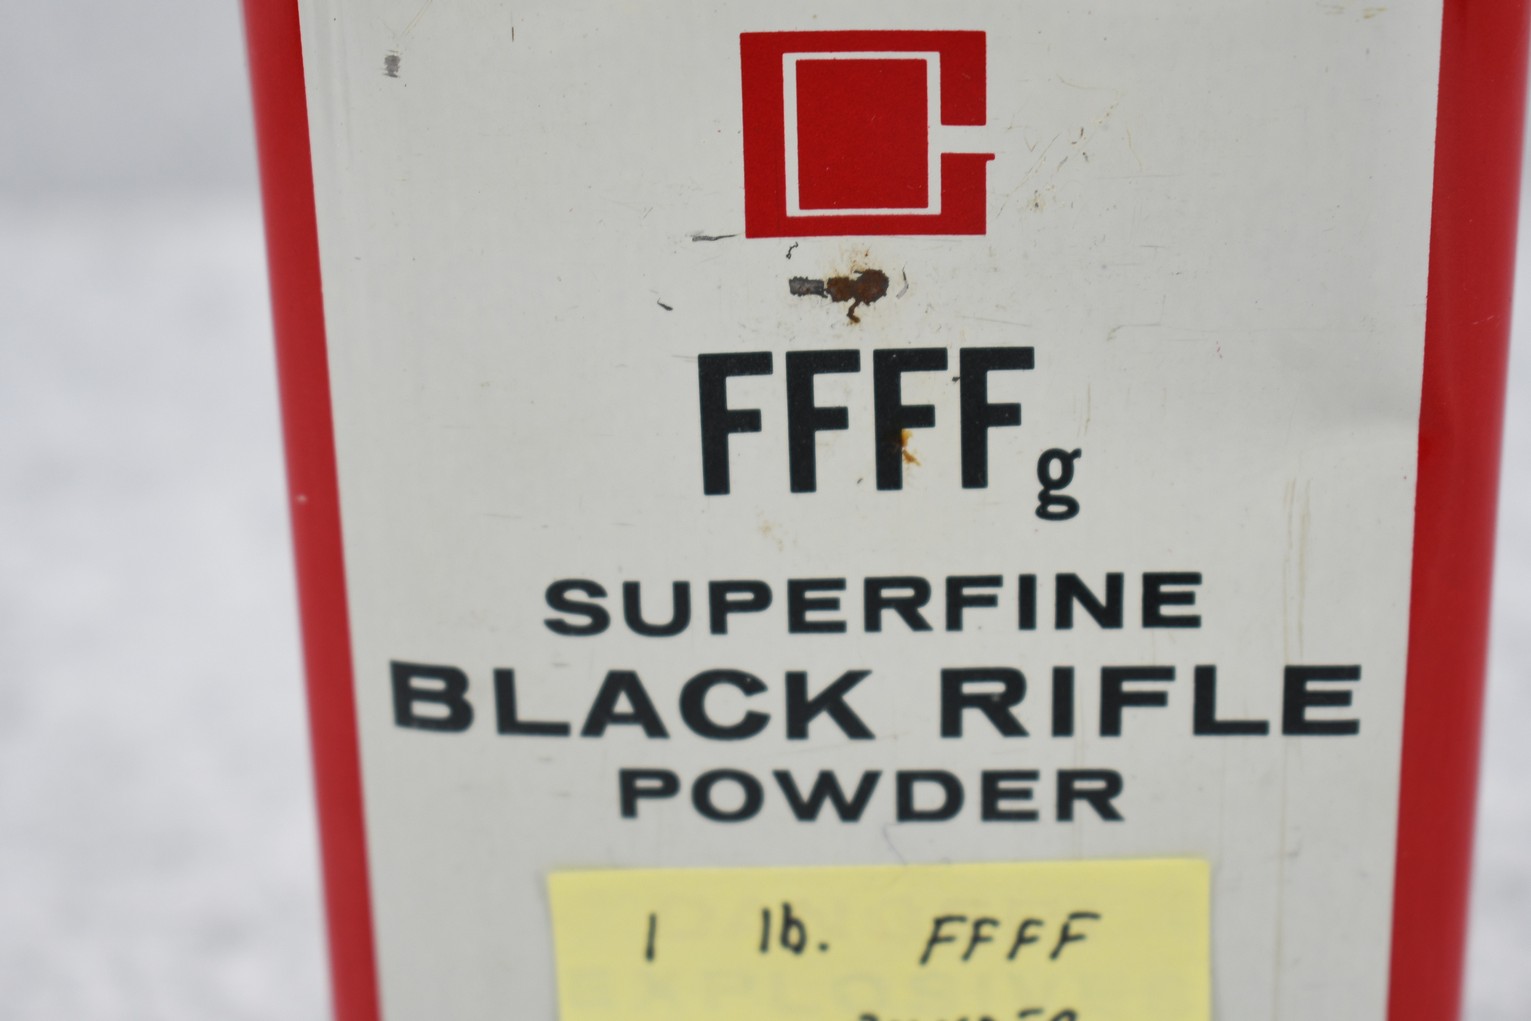 FFFFg
SUPERFINE
BLACK RIFLE
POWDER
1 lb. FFFF